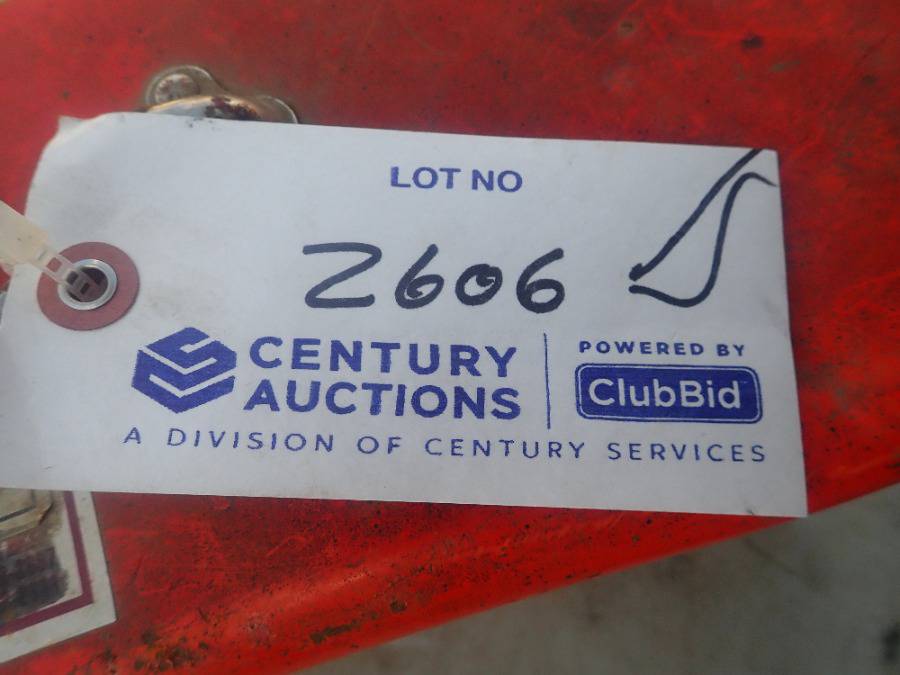 LOT NO
2606
CENTURY
AUCTIONS
POWERED BY
ClubBid
A DIVISION OF CENTURY SERVICES